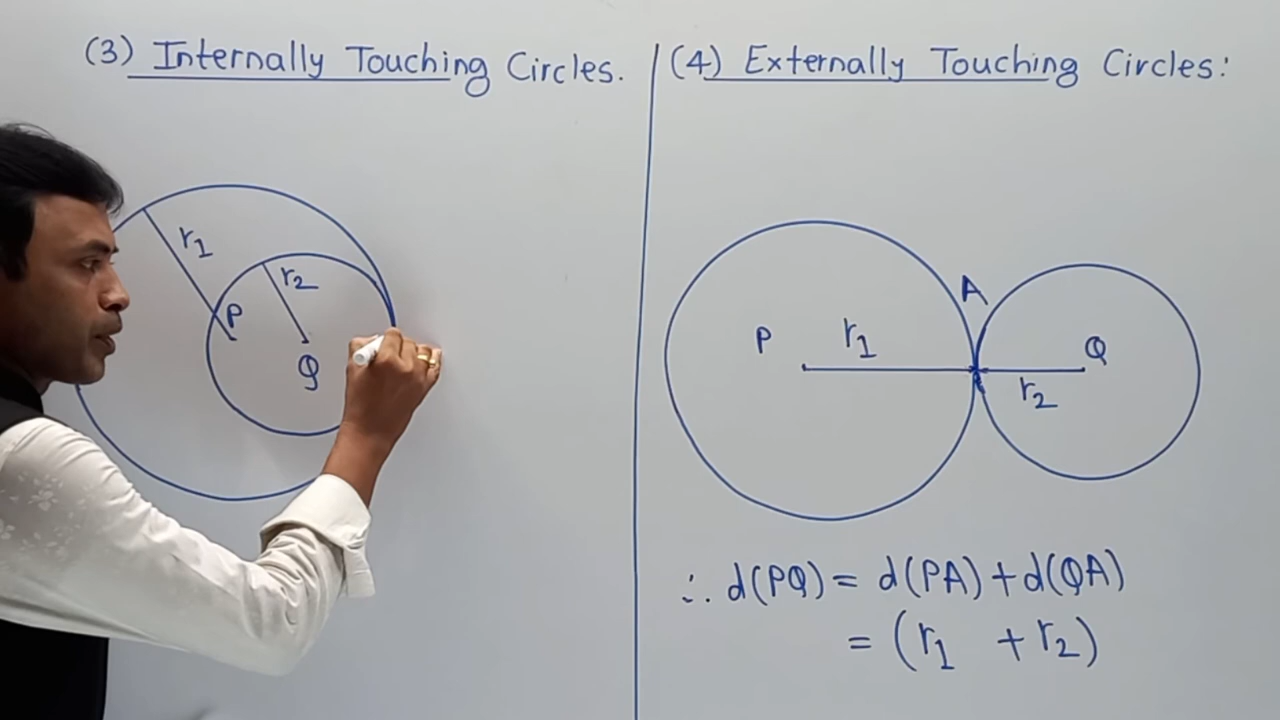 (3) Internally Touching Circles.
r1
r2
P
Q
(4) Externally Touching Circles:
A
P
r1
Q
r2
∴ d(PQ) = d(PA) + d(QA)
= (r1 + r2)